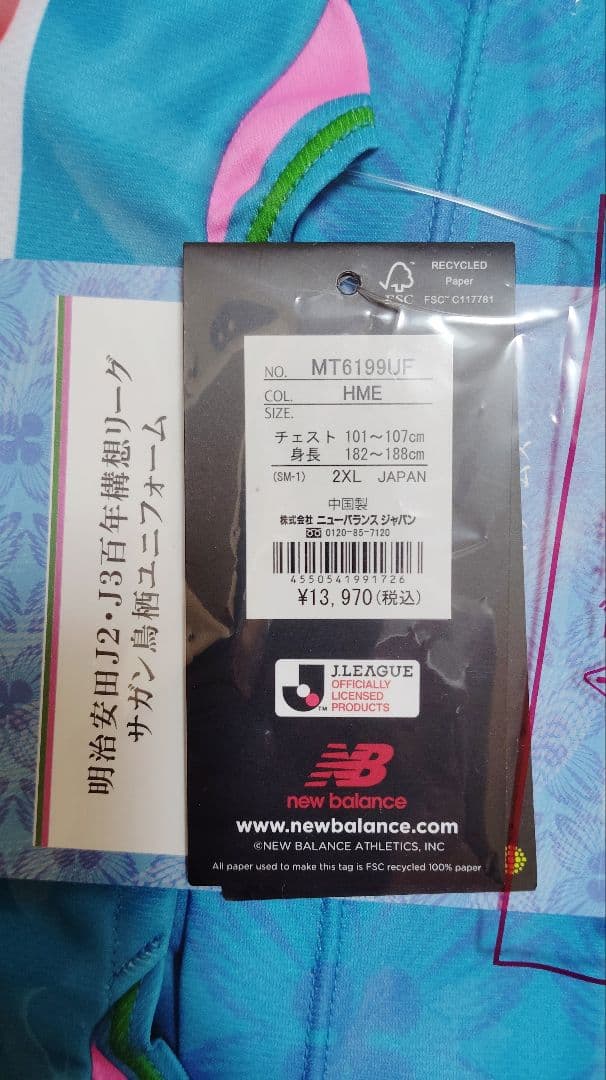 RECYCLED
Paper
FSC® C117781
FSC
NO. MT6199UF
COL. HME
SIZE.
チェスト 101～107cm
身長 182～188cm
(SM-1) 2XL JAPAN
中国製
株式会社 ニューバランス ジャパン
0120-85-7120
4550541991726
¥13,970(税込)
J.LEAGUE
OFFICIALLY
LICENSED
PRODUCTS
TM
NB
new balance
www.newbalance.com
©NEW BALANCE ATHLETICS, INC
All paper used to make this tag is FSC recycled 100% paper
明治安田J2・J3百年構想リーグ
サガン鳥栖ユニフォーム